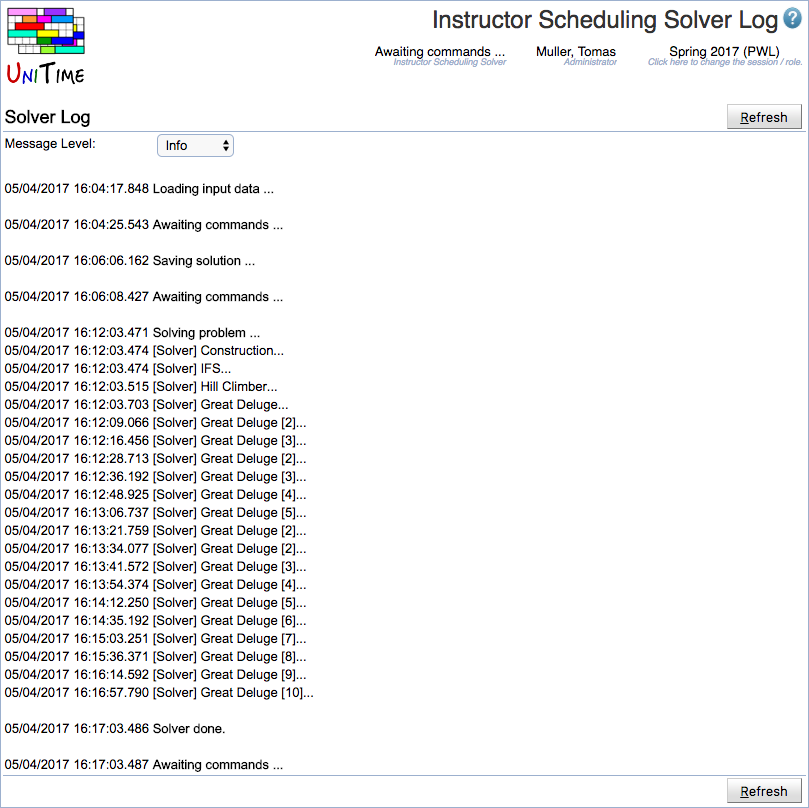 Instructor Scheduling Solver Log ?
UNITIME
Awaiting commands ... Muller, Tomas Spring 2017 (PWL)
Instructor Scheduling Solver Administrator Click here to change the session / role.
Solver Log Refresh
Message Level: Info
05/04/2017 16:04:17.848 Loading input data ...
05/04/2017 16:04:25.543 Awaiting commands ...
05/04/2017 16:06:06.162 Saving solution ...
05/04/2017 16:06:08.427 Awaiting commands ...
05/04/2017 16:12:03.471 Solving problem ...
05/04/2017 16:12:03.474 [Solver] Construction...
05/04/2017 16:12:03.474 [Solver] IFS...
05/04/2017 16:12:03.515 [Solver] Hill Climber...
05/04/2017 16:12:03.703 [Solver] Great Deluge...
05/04/2017 16:12:09.066 [Solver] Great Deluge [2]...
05/04/2017 16:12:16.456 [Solver] Great Deluge [3]...
05/04/2017 16:12:28.713 [Solver] Great Deluge [2]...
05/04/2017 16:12:36.192 [Solver] Great Deluge [3]...
05/04/2017 16:12:48.925 [Solver] Great Deluge [4]...
05/04/2017 16:13:06.737 [Solver] Great Deluge [5]...
05/04/2017 16:13:21.759 [Solver] Great Deluge [2]...
05/04/2017 16:13:34.077 [Solver] Great Deluge [2]...
05/04/2017 16:13:41.572 [Solver] Great Deluge [3]...
05/04/2017 16:13:54.374 [Solver] Great Deluge [4]...
05/04/2017 16:14:12.250 [Solver] Great Deluge [5]...
05/04/2017 16:14:35.192 [Solver] Great Deluge [6]...
05/04/2017 16:15:03.251 [Solver] Great Deluge [7]...
05/04/2017 16:15:36.371 [Solver] Great Deluge [8]...
05/04/2017 16:16:14.592 [Solver] Great Deluge [9]...
05/04/2017 16:16:57.790 [Solver] Great Deluge [10]...
05/04/2017 16:17:03.486 Solver done.
05/04/2017 16:17:03.487 Awaiting commands ...
Refresh